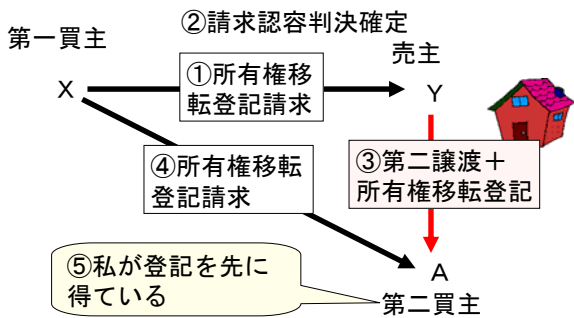 ②請求認容判決確定
第一買主
売主
①所有権移
転登記請求
X
Y
④所有権移転
登記請求
③第二譲渡＋
所有権移転登記
⑤私が登記を先に
得ている
A
第二買主